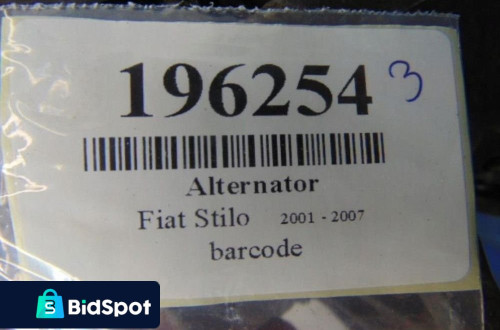 196254 3
Alternator
Fiat Stilo 2001 - 2007
barcode
S BidSpot